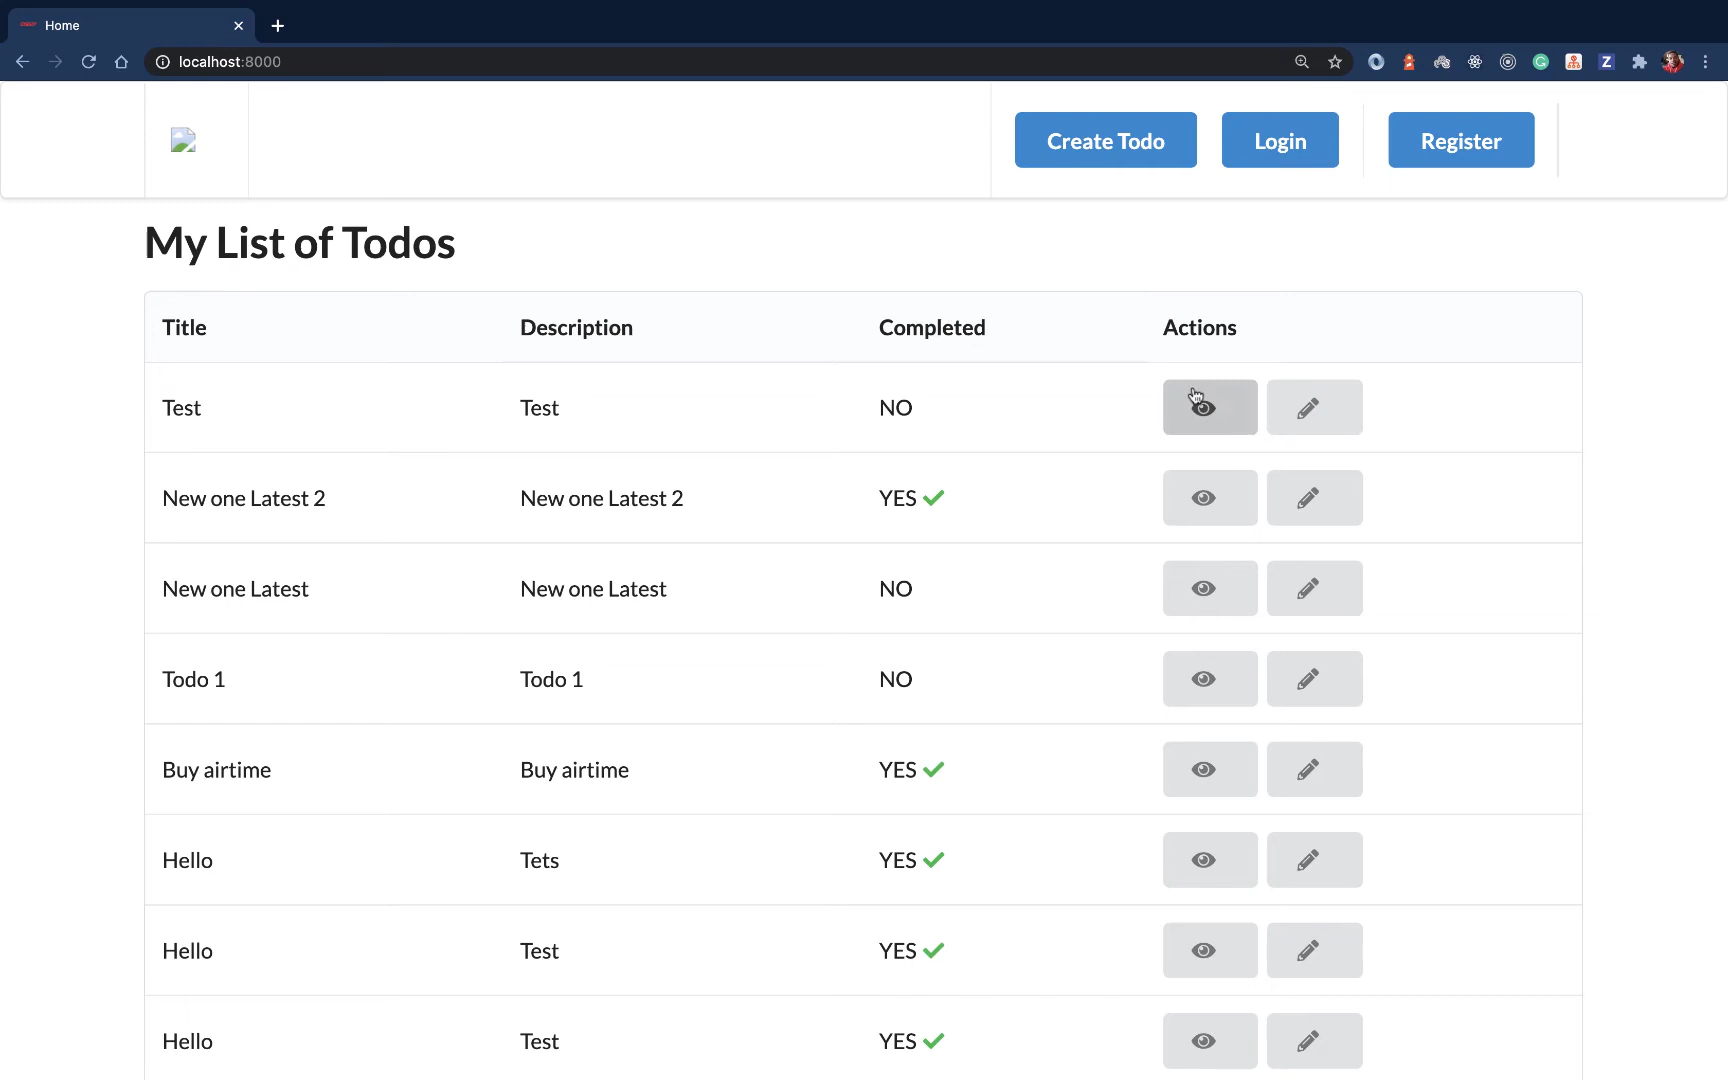 Home
localhost:8000
Create Todo Login Register
My List of Todos
Title Description Completed Actions
Test Test NO
New one Latest 2 New one Latest 2 YES
New one Latest New one Latest NO
Todo 1 Todo 1 NO
Buy airtime Buy airtime YES
Hello Tets YES
Hello Test YES
Hello Test YES